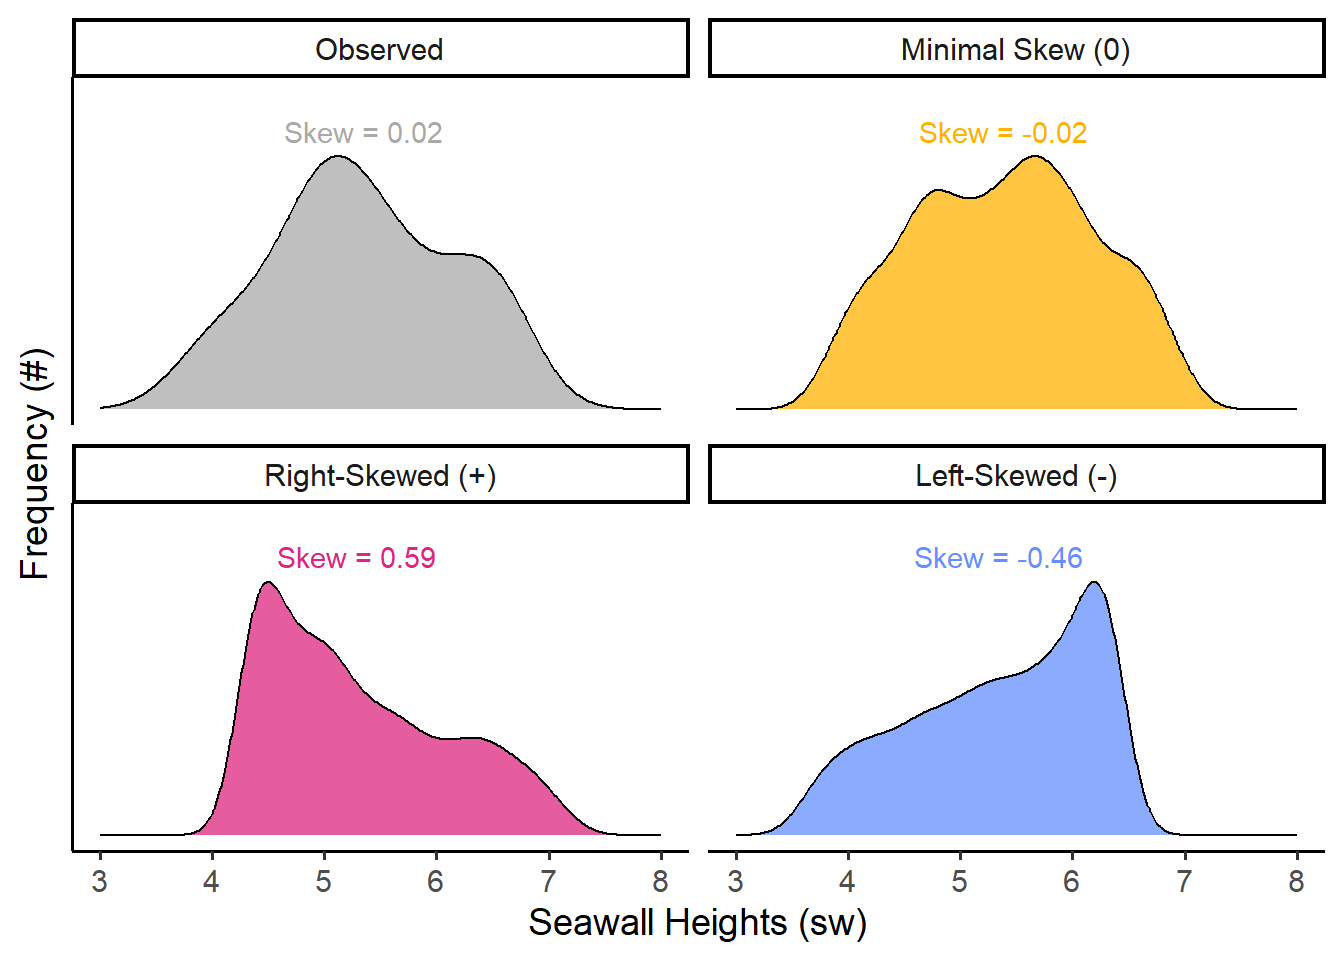 Observed
Minimal Skew (0)
Skew = 0.02
Skew = -0.02
Right-Skewed (+)
Left-Skewed (-)
Skew = 0.59
Skew = -0.46
Frequency (#)
3 4 5 6 7 8
3 4 5 6 7 8
Seawall Heights (sw)